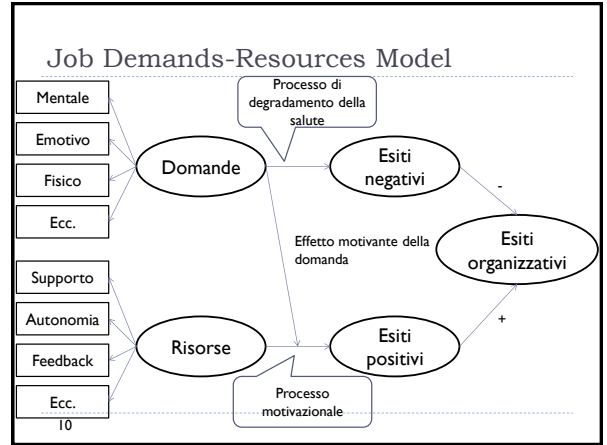 Job Demands-Resources Model
Processo di
degradamento della
salute
Mentale
Emotivo
Fisico
Ecc.
Domande
Esiti
negativi
-
Effetto motivante della
domanda
Esiti
organizzativi
Supporto
Autonomia
Feedback
Ecc.
Risorse
Esiti
positivi
+
Processo
motivazionale
10